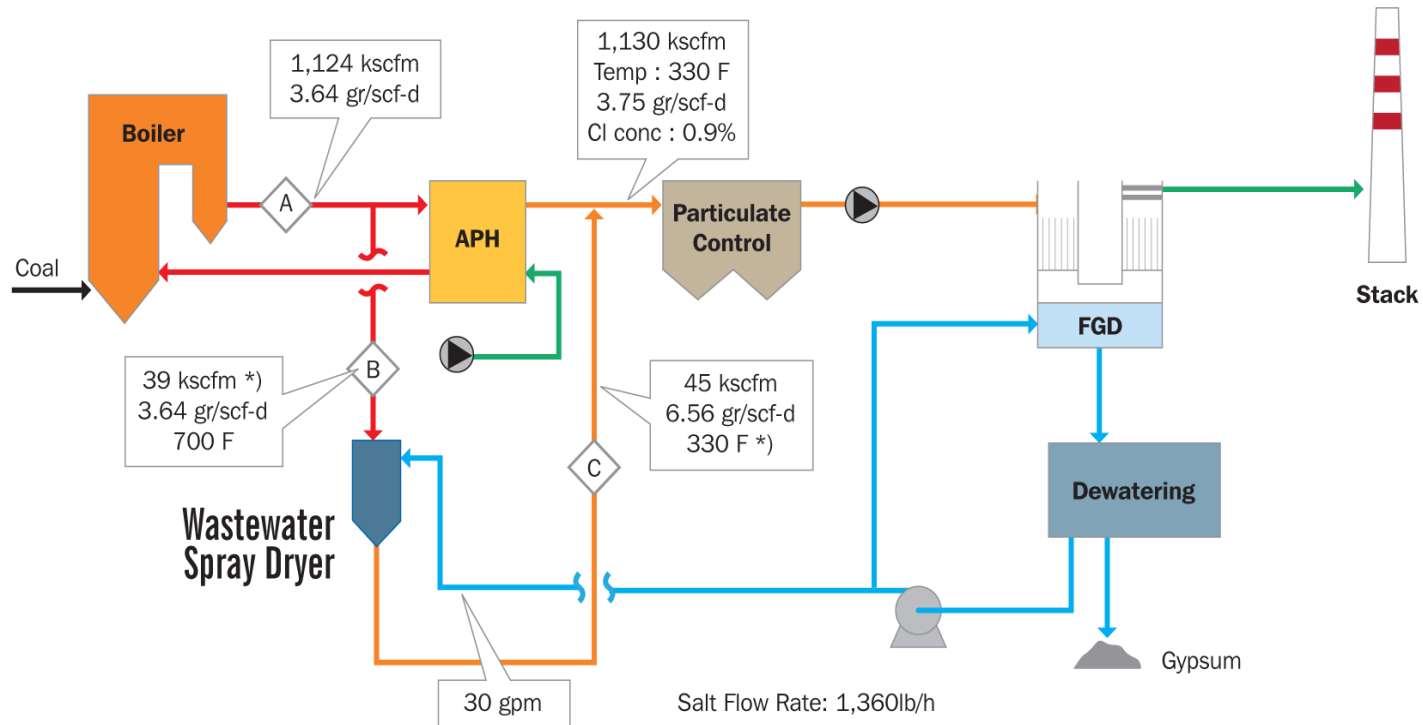 1,124 kscfm
3.64 gr/scf-d
1,130 kscfm
Temp : 330 F
3.75 gr/scf-d
Cl conc : 0.9%
Boiler
A
APH
Particulate
Control
Coal
Stack
FGD
39 kscfm *)
3.64 gr/scf-d
700 F
B
45 kscfm
6.56 gr/scf-d
330 F *)
C
Dewatering
Wastewater
Spray Dryer
Gypsum
30 gpm
Salt Flow Rate: 1,360lb/h